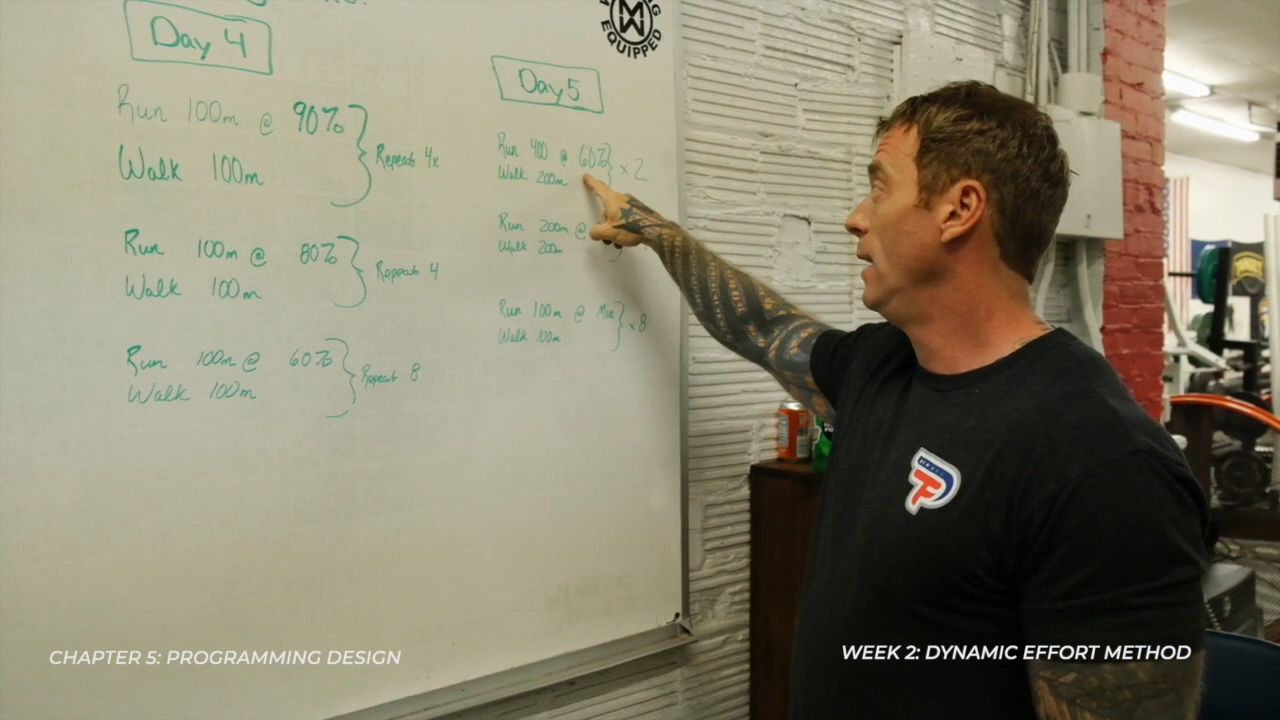 Day 4
Run 100m @ 90%
Walk 100m
Repeat 4x
Run 100m @ 80%
Walk 100m
Repeat 4
Run 100m @ 60%
Walk 100m
Repeat 8
EQUIPPED
Day 5
Run 400 @ 60%
Walk 200m
x 2
Run 200m @
Walk 200m
Run 100m @ Max
Walk 100m
x 8
CHAPTER 5: PROGRAMMING DESIGN
WEEK 2: DYNAMIC EFFORT METHOD